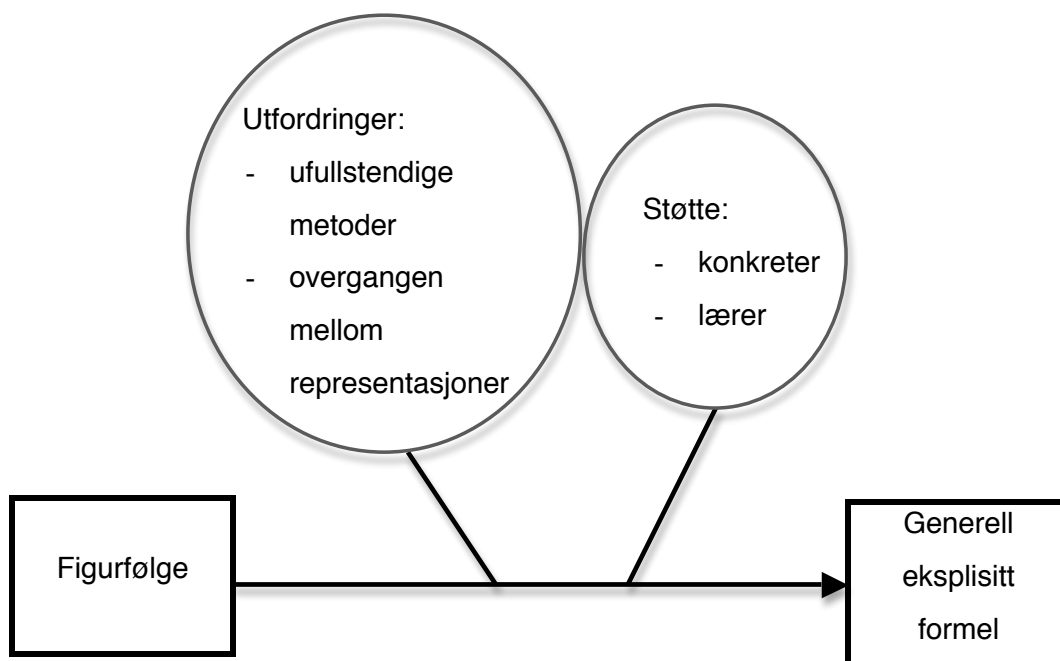 Utfordringer:
- ufullstendige
metoder
- overgangen
mellom
representasjoner
Støtte:
- konkreter
- lærer
Figurfølge
Generell
eksplisitt
formel